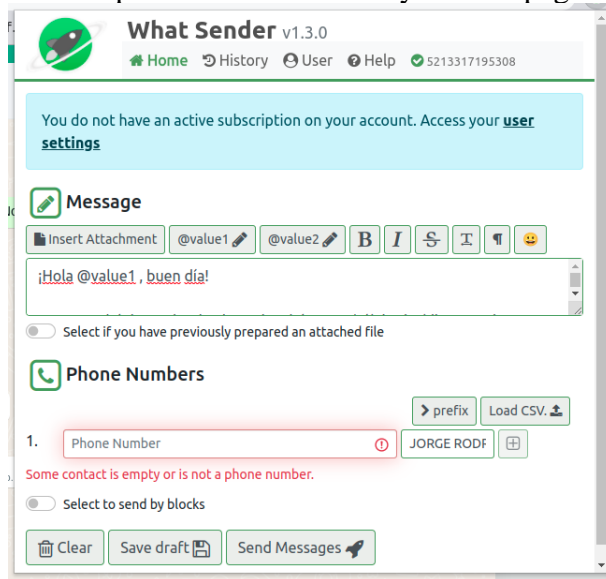 What Sender v1.3.0
Home History User Help 5213317195308
You do not have an active subscription on your account. Access your user
settings
Message
Insert Attachment @value1 @value2 B I S T ¶
¡Hola @value1 , buen día!
Select if you have previously prepared an attached file
Phone Numbers
prefix Load CSV.
1. Phone Number JORGE RODR
Some contact is empty or is not a phone number.
Select to send by blocks
Clear Save draft Send Messages